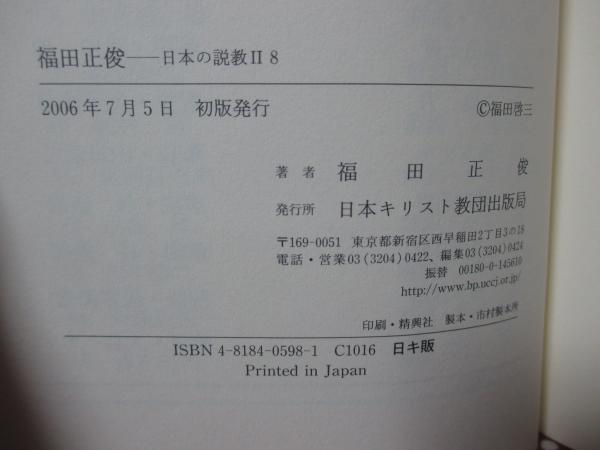 福田正俊――日本の説教II 8
2006年7月5日 初版発行 ©福田啓三
著者 福田正俊
発行所 日本キリスト教団出版局
〒169-0051 東京都新宿区西早稲田2丁目3の18
電話・営業03(3204)0422、編集03(3204)0424
振替 00180-0-145610
http://www.bp.uccj.or.jp/
印刷・精興社 製本・市村製本所
ISBN 4-8184-0598-1 C1016 日キ販
Printed in Japan